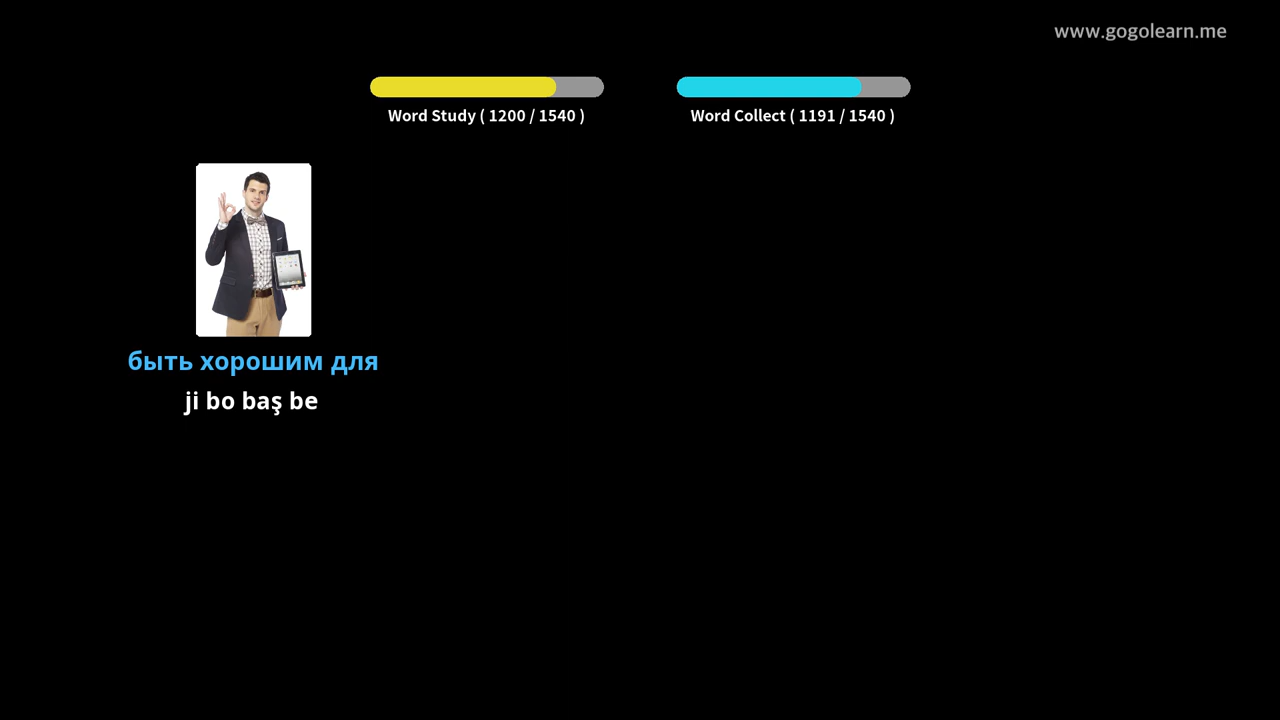 www.gogolearn.me
Word Study ( 1200 / 1540 )
Word Collect ( 1191 / 1540 )
быть хорошим для
ji bo baş be